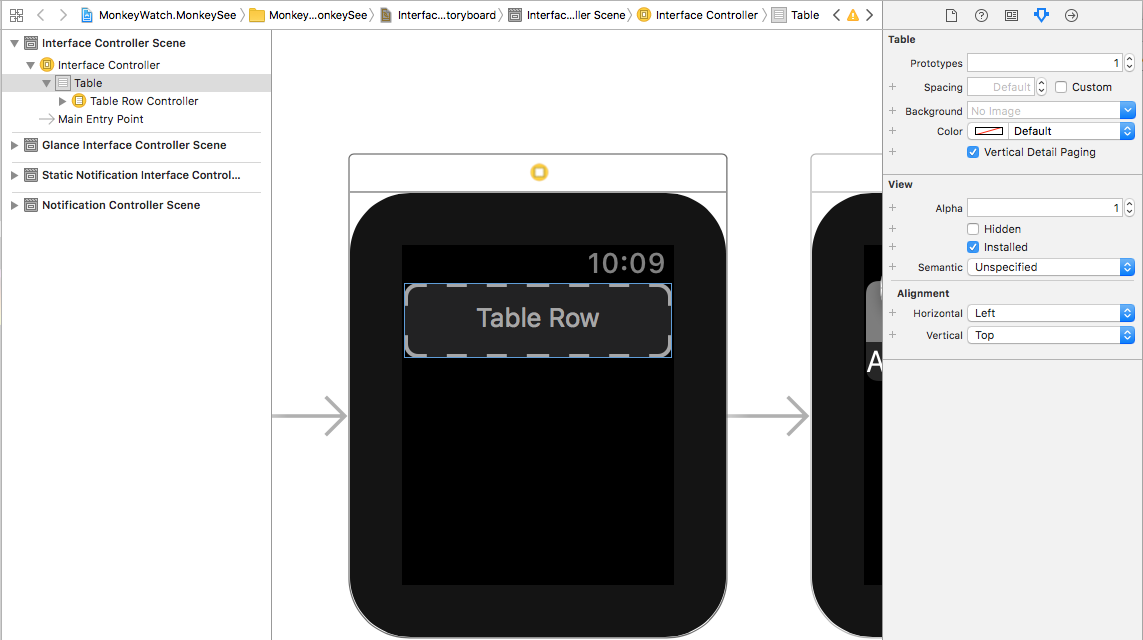 MonkeyWatch.MonkeySee Monkey...onkeySee Interfac...toryboard Interfac...ller Scene Interface Controller Table
Interface Controller Scene
Interface Controller
Table
Table Row Controller
Main Entry Point
Glance Interface Controller Scene
Static Notification Interface Control...
Notification Controller Scene
10:09
Table Row
A
Table
Prototypes 1
Spacing Default Custom
Background No Image
Color Default
Vertical Detail Paging
View
Alpha 1
Hidden
Installed
Semantic Unspecified
Alignment
Horizontal Left
Vertical Top